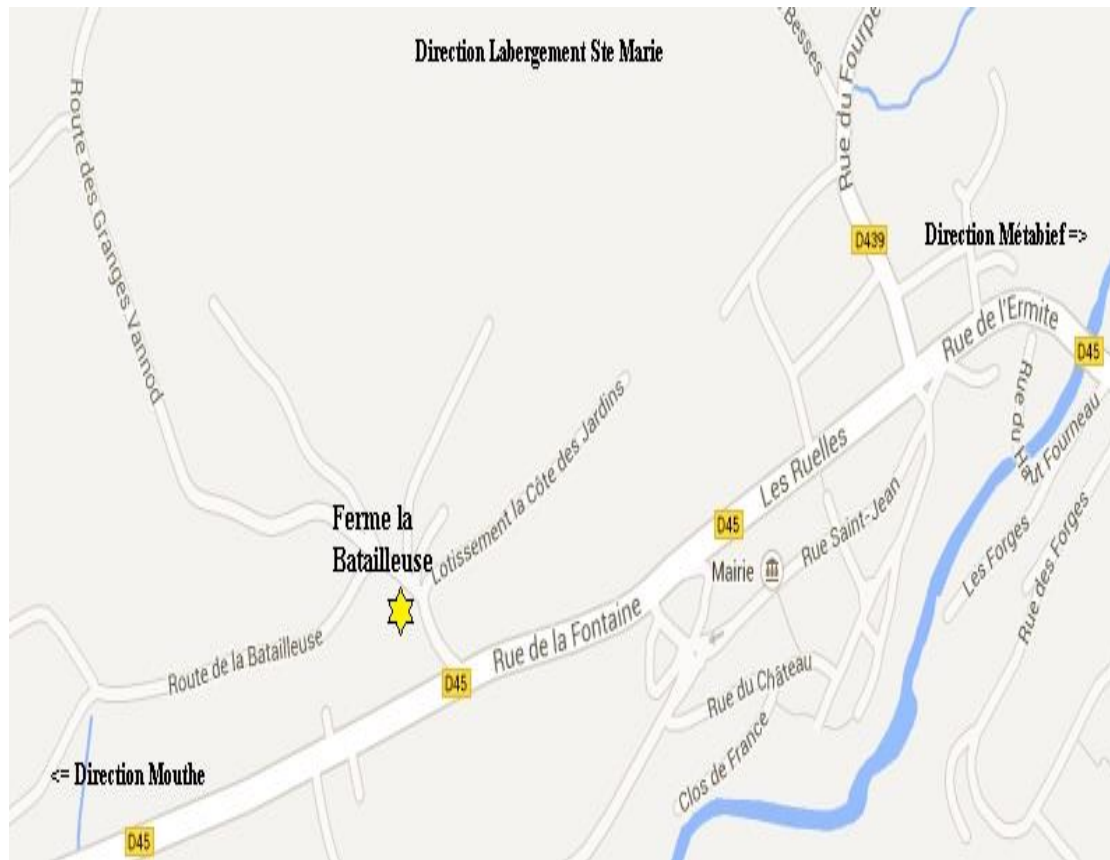 Direction Labergement Ste Marie
Besses
Rue du Fourpe
Route des Granges Vannod
D439
Direction Métabief =>
Rue de l'Ermite
D45
Rue du Ha
ut Fourneau
Lotissement la Côte des Jardins
Les Ruelles
Ferme la
Batailleuse
D45
Rue Saint-Jean
Mairie
Les Forges
Rue des Forges
Rue de la Fontaine
Route de la Batailleuse
D45
Rue du Château
Clos de France
<= Direction Mouthe
D45